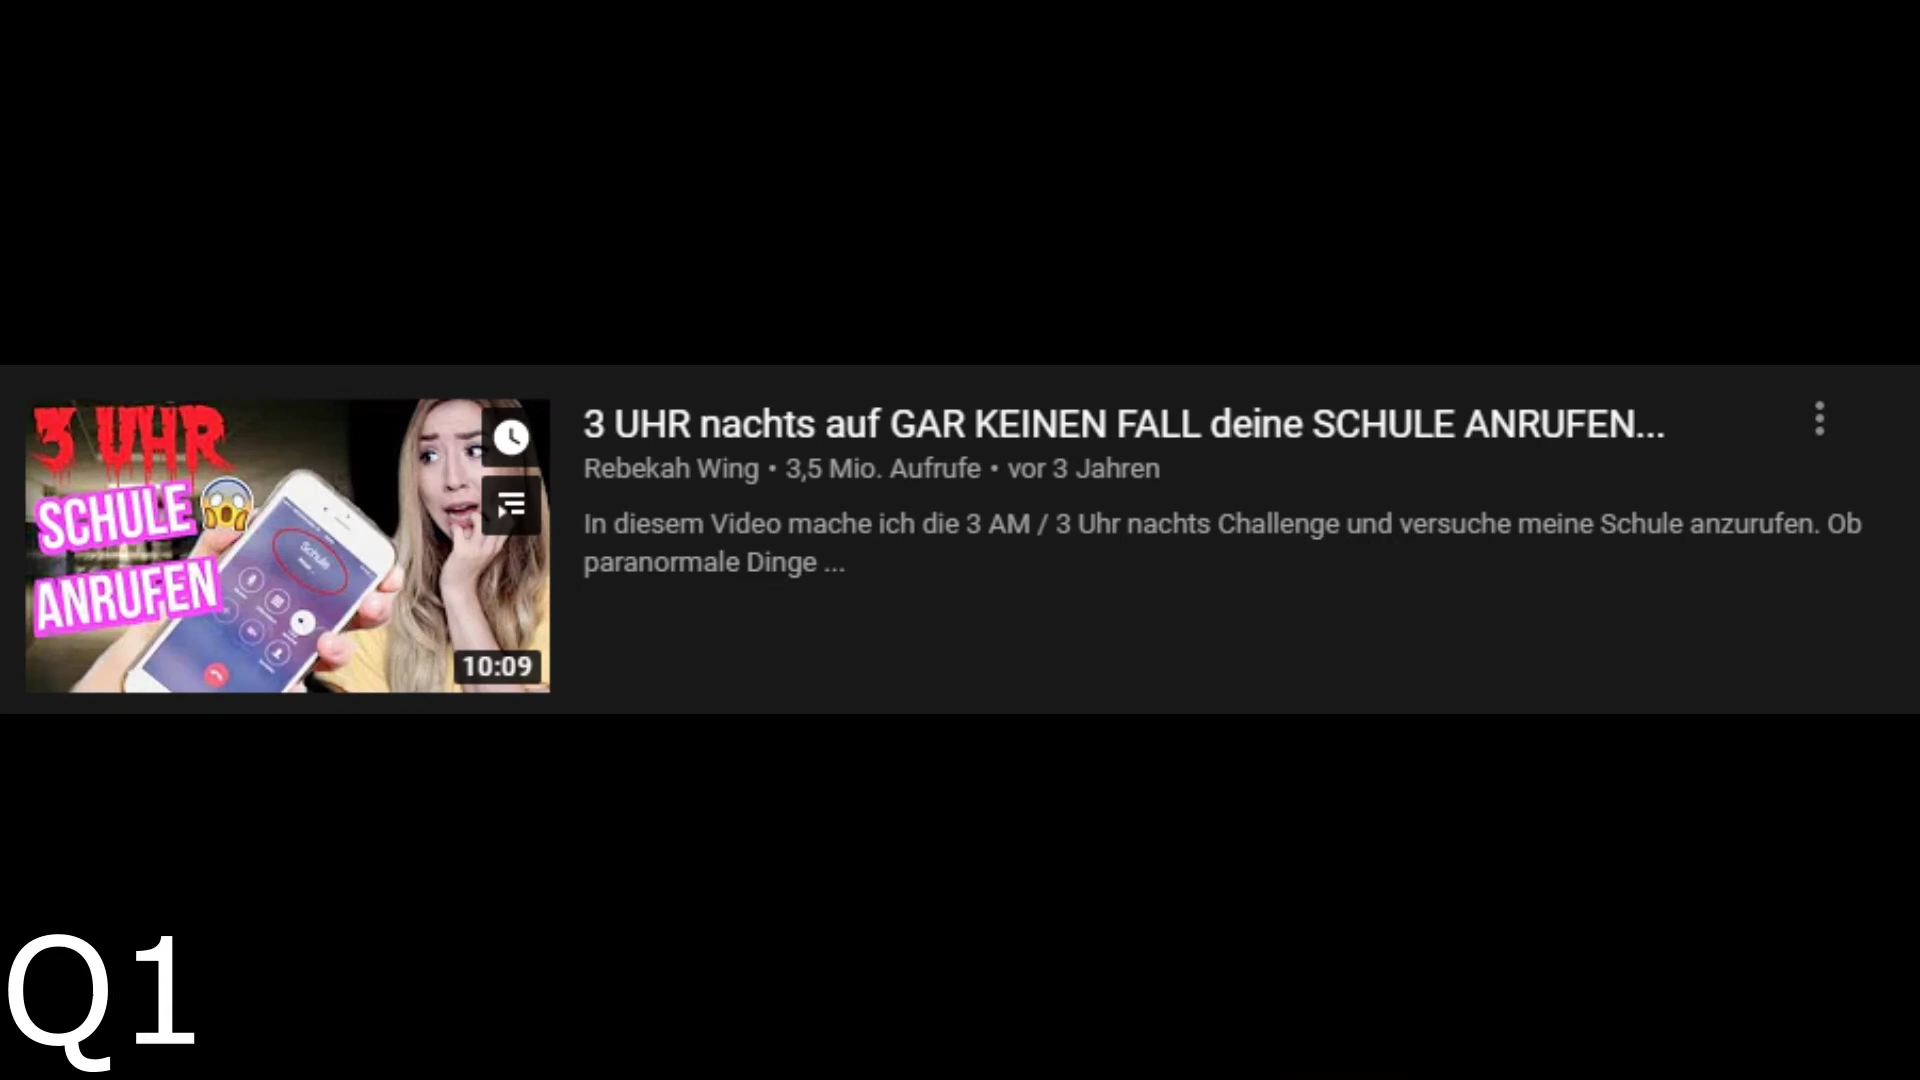 3 UHR
SCHULE
ANRUFEN
Schule
10:09
3 UHR nachts auf GAR KEINEN FALL deine SCHULE ANRUFEN...
Rebekah Wing • 3,5 Mio. Aufrufe • vor 3 Jahren
In diesem Video mache ich die 3 AM / 3 Uhr nachts Challenge und versuche meine Schule anzurufen. Ob
paranormale Dinge ...
Q1